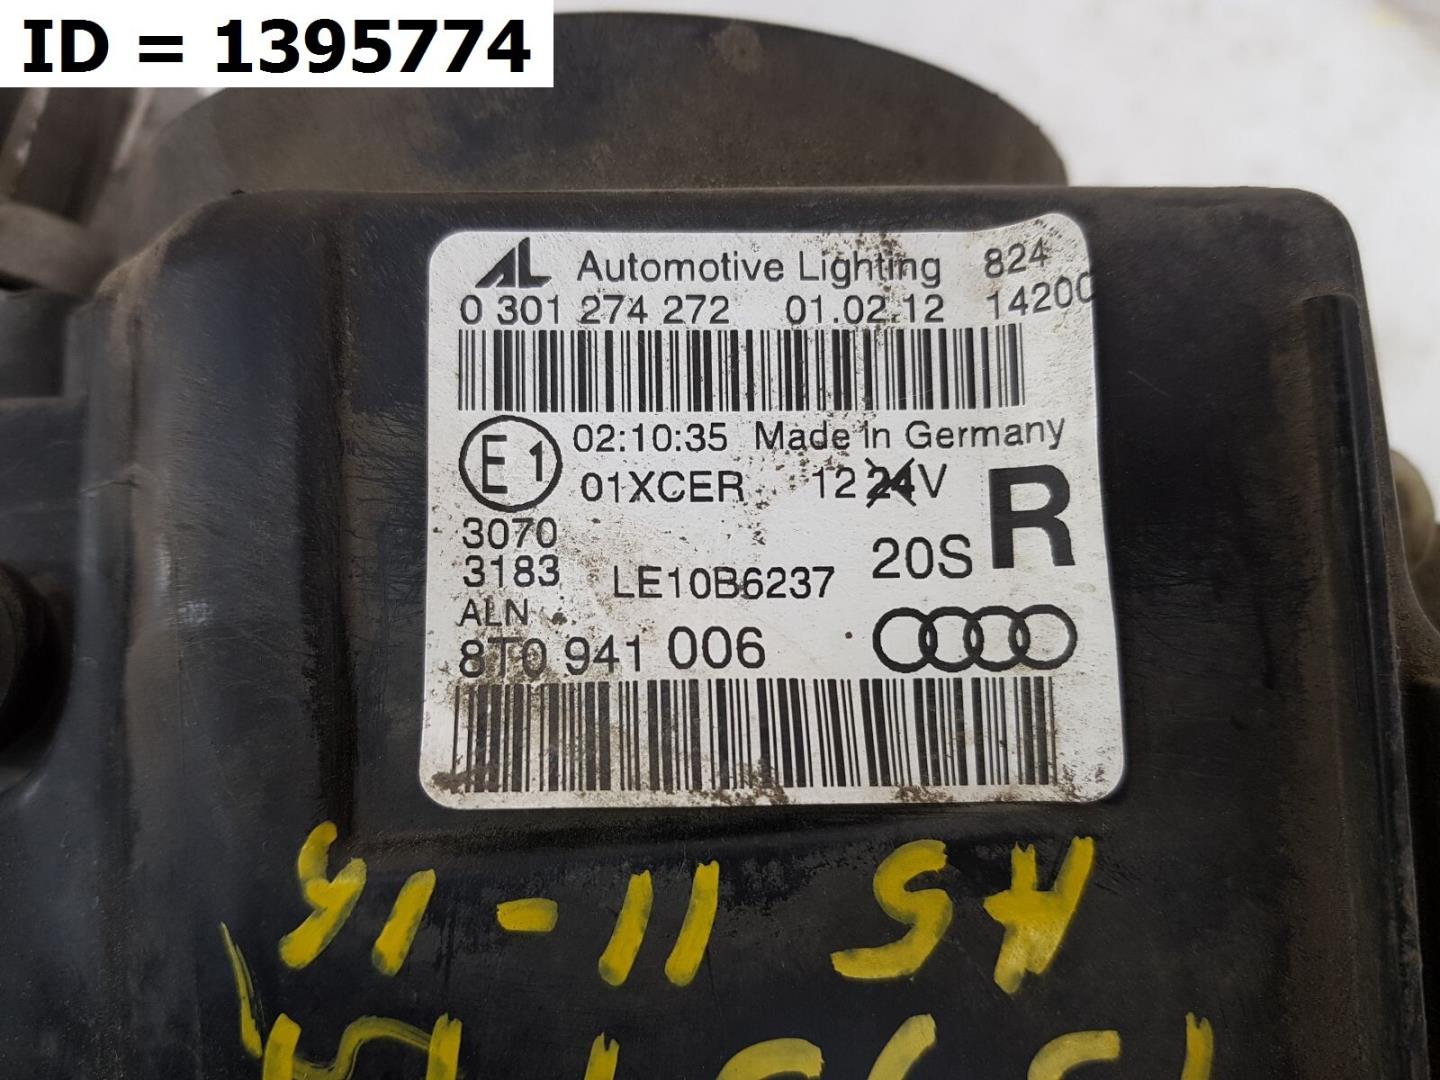 ID = 1395774
AL Automotive Lighting 824
0 301 274 272 01.02.12 14200
E1 02:10:35 Made in Germany
01XCER 12 24V
R
3070
3183 LE10B6237 20S
ALN
8T0 941 006
A5 11-16